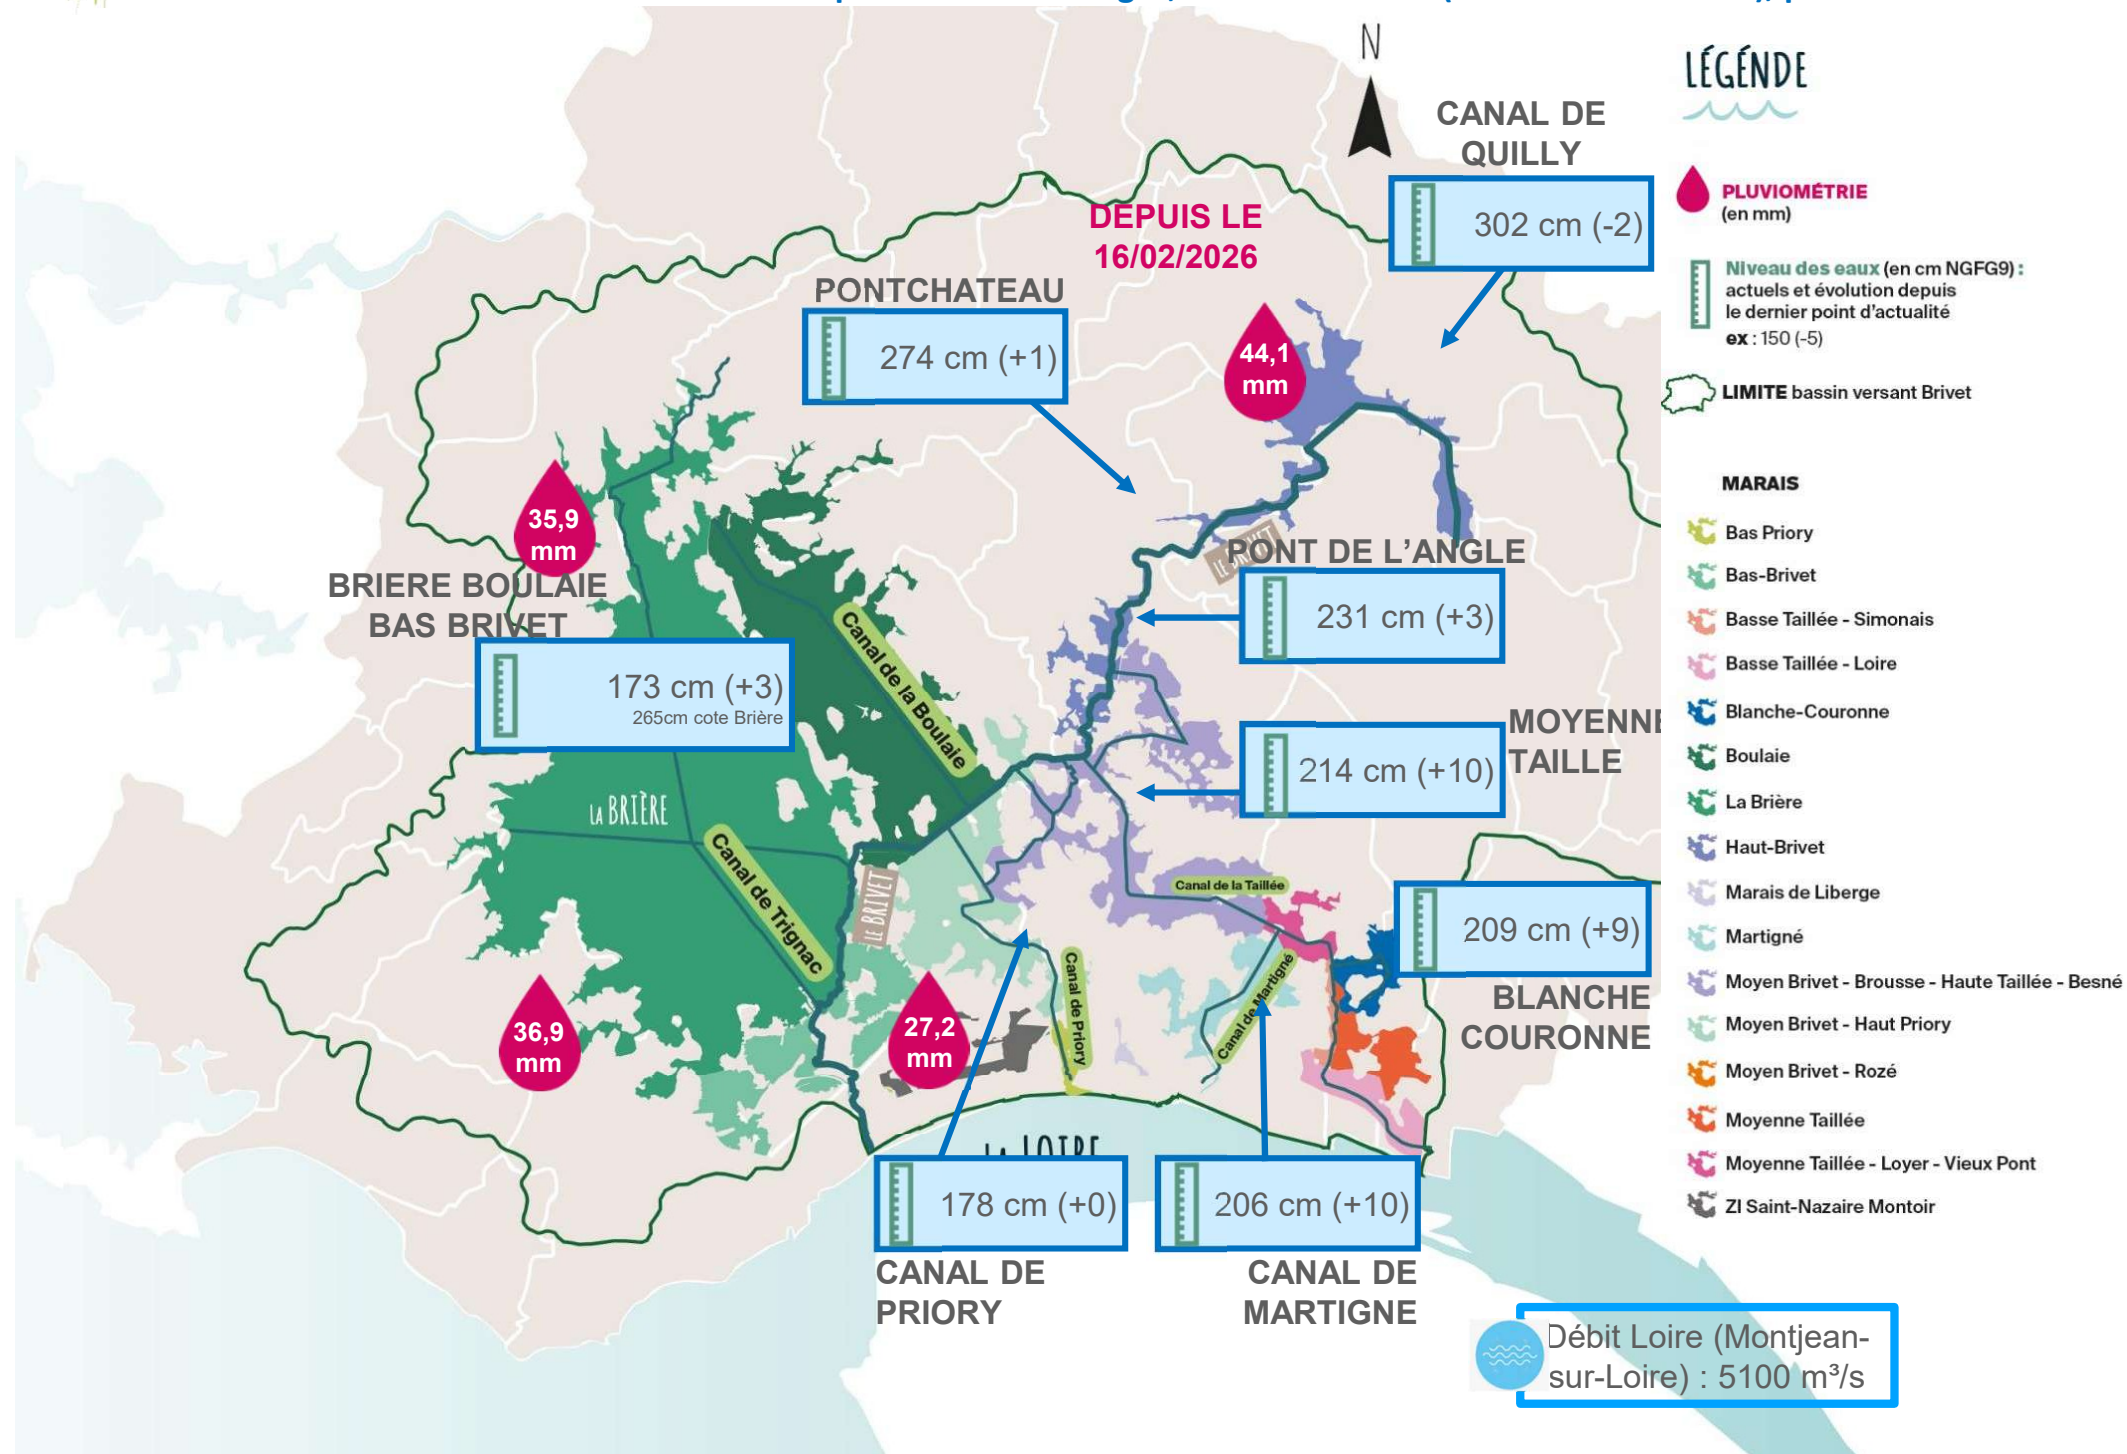 N
CANAL DE
QUILLY
302 cm (-2)
DEPUIS LE
16/02/2026
PONTCHATEAU
274 cm (+1)
44,1
mm
35,9
mm
BRIERE BOULAIE
BAS BRIVET
173 cm (+3)
265cm cote Brière
LE BRIVET
PONT DE L'ANGLE
231 cm (+3)
Canal de la Boulaie
MOYENNE
TAILLE
214 cm (+10)
LA BRIÈRE
Canal de Trignac
LE BRIVET
Canal de la Taillée
209 cm (+9)
BLANCHE
COURONNE
Canal de Priory
Canal de Martigné
36,9
mm
27,2
mm
LA LOIRE
178 cm (+0)
CANAL DE
PRIORY
206 cm (+10)
CANAL DE
MARTIGNE
Débit Loire (Montjean-
sur-Loire) : 5100 m³/s
LÉGÉNDE
PLUVIOMÉTRIE
(en mm)
Niveau des eaux (en cm NGFG9) :
actuels et évolution depuis
le dernier point d'actualité
ex : 150 (-5)
LIMITE bassin versant Brivet
MARAIS
Bas Priory
Bas-Brivet
Basse Taillée - Simonais
Basse Taillée - Loire
Blanche-Couronne
Boulaie
La Brière
Haut-Brivet
Marais de Liberge
Martigné
Moyen Brivet - Brousse - Haute Taillée - Besné
Moyen Brivet - Haut Priory
Moyen Brivet - Rozé
Moyenne Taillée
Moyenne Taillée - Loyer - Vieux Pont
ZI Saint-Nazaire Montoir